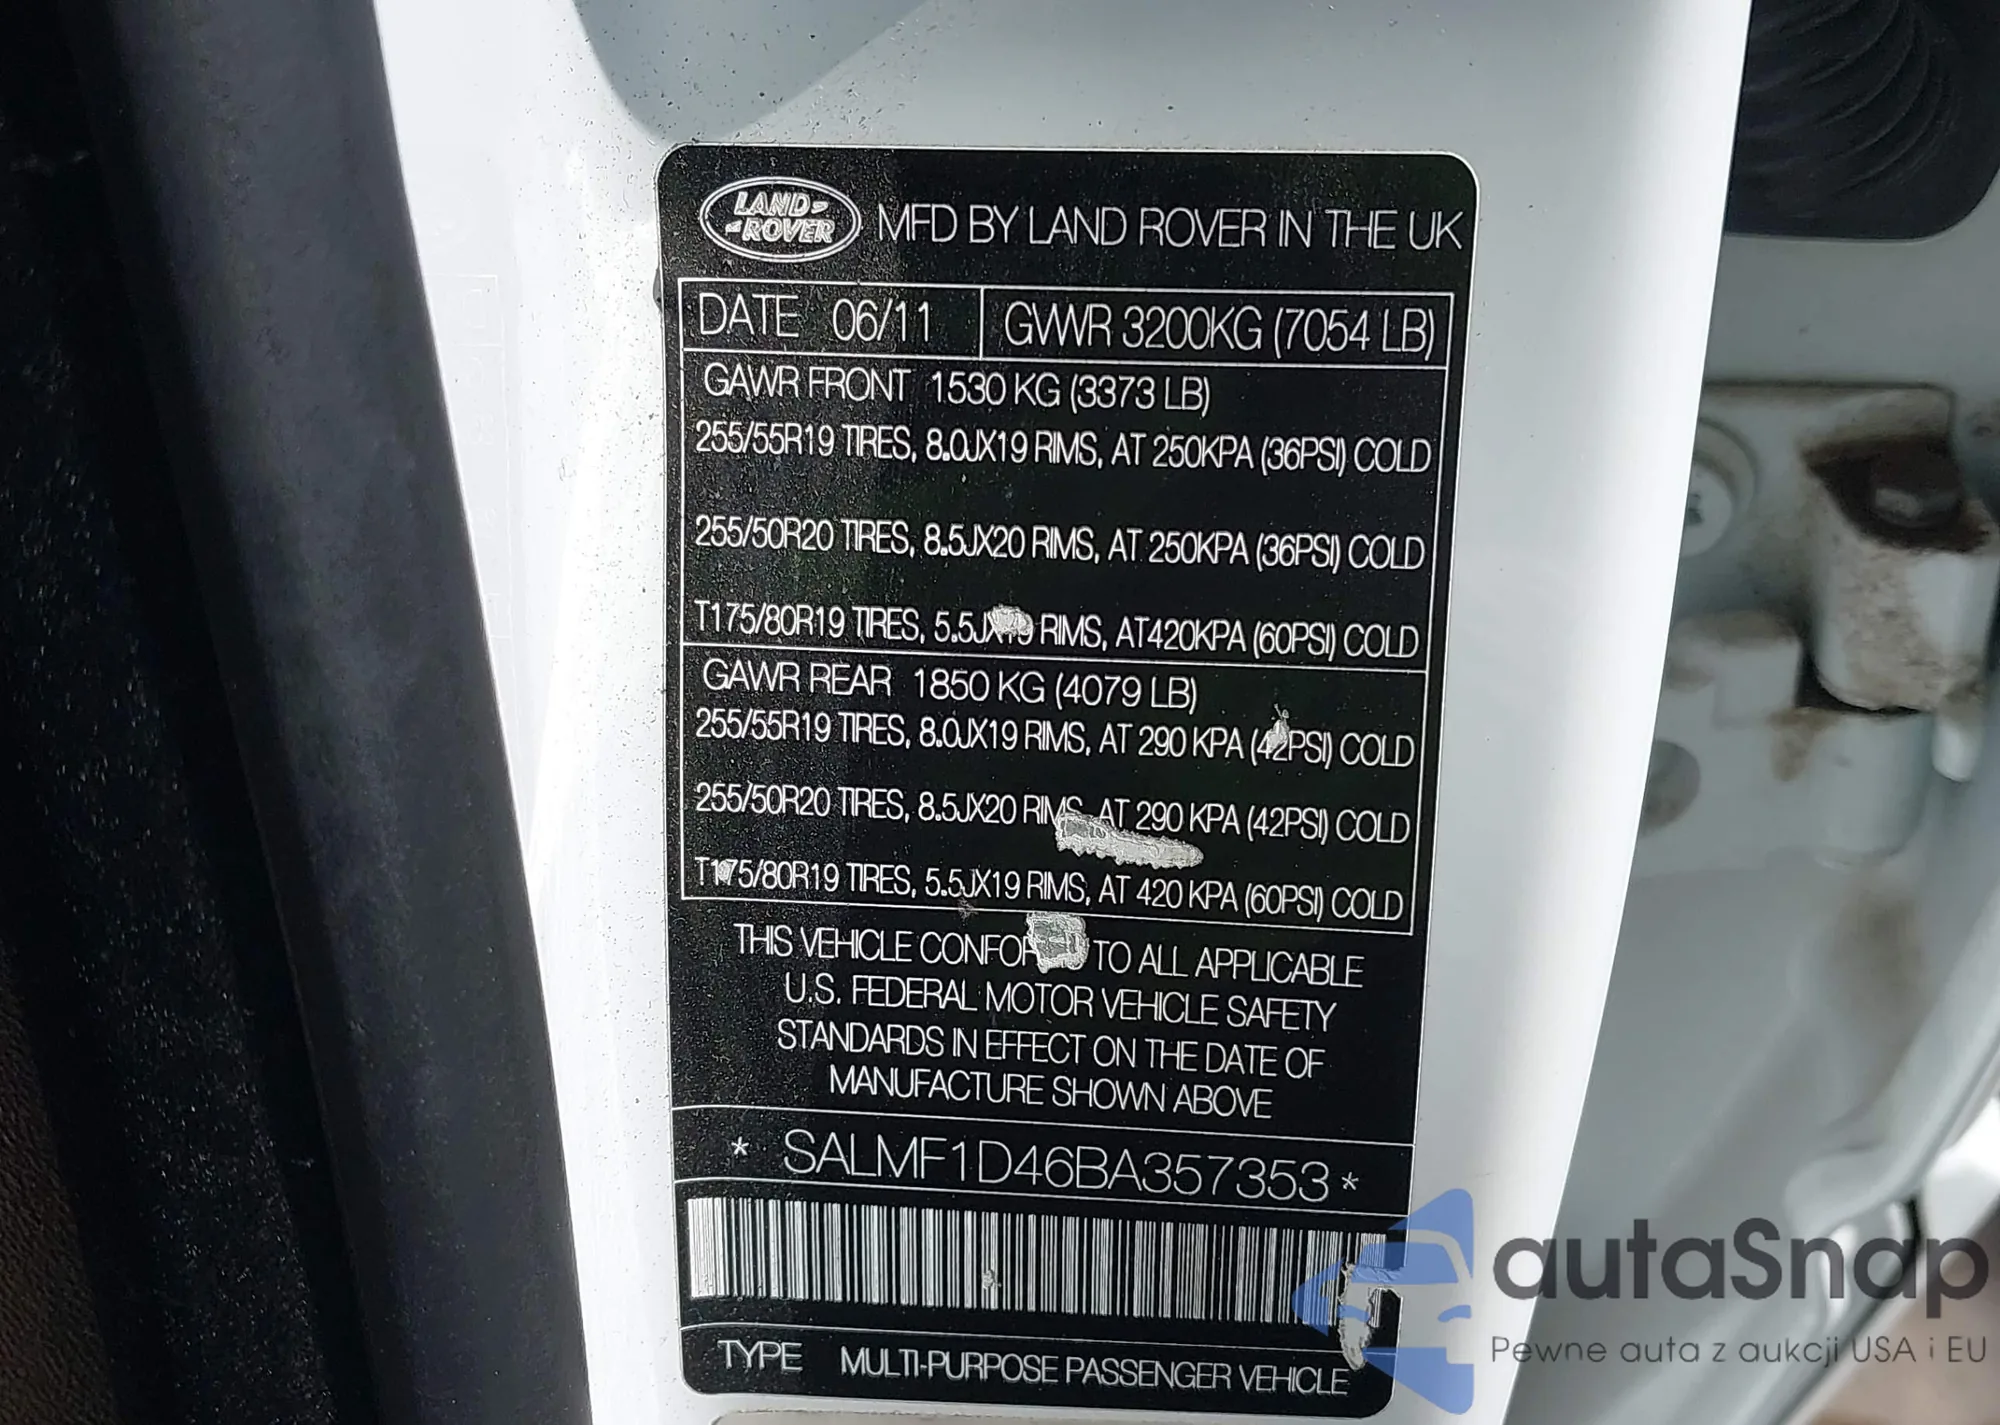 LAND-
-ROVER
MFD BY LAND ROVER IN THE UK
DATE 06/11
GVWR 3200KG (7054 LB)
GAWR FRONT 1530 KG (3373 LB)
255/55R19 TIRES, 8.0JX19 RIMS, AT 250KPA (36PSI) COLD
255/50R20 TIRES, 8.5JX20 RIMS, AT 250KPA (36PSI) COLD
T175/80R19 TIRES, 5.5JX19 RIMS, AT420KPA (60PSI) COLD
GAWR REAR 1850 KG (4079 LB)
255/55R19 TIRES, 8.0JX19 RIMS, AT 290 KPA (42PSI) COLD
255/50R20 TIRES, 8.5JX20 RIMS, AT 290 KPA (42PSI) COLD
T175/80R19 TIRES, 5.5JX19 RIMS, AT 420 KPA (60PSI) COLD
THIS VEHICLE TO ALL APPLICABLE
U.S. FEDERAL MOTOR VEHICLE SAFETY
STANDARDS IN EFFECT ON THE DATE OF
MANUFACTURE SHOWN ABOVE
* SALMF1D46BA357353 *
TYPE MULTI-PURPOSE PASSENGER VEHICLE
autaSnap
Pewne auta z aukcji USA i EU